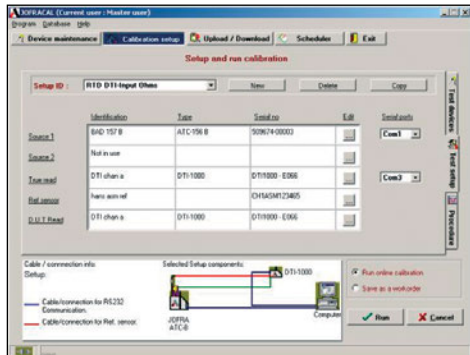 JOFRACAL (Current user : Master user)
Program Database Help
Device maintenance Calibration setup Upload / Download Scheduler Exit
Setup and run calibration
Setup ID : RTD DTI-Input Ohms New Delete Copy
Identification Type Serial no Edit Serial ports
Source 1 BAD 157 B ATC-156 B 509674-00003 Com1
Source 2 Not in use
True read DTI chan a DTI-1000 DTI1000 - E066 Com3
Ref.sensor hans asm ref CHIASM123465
D.U.T Read DTI chan a DTI-1000 DTI1000 - E066
Test devices
Test setup
Procedure
Cable / connnection info: Selected Setup components:
Setup:
DTI-1000
Cable/connection for RS232
Communication.
Cable/connection for Ref. sensor.
JOFRA
ATC-B
Computer
Run online calibration
Save as a workorder
Run Cancel